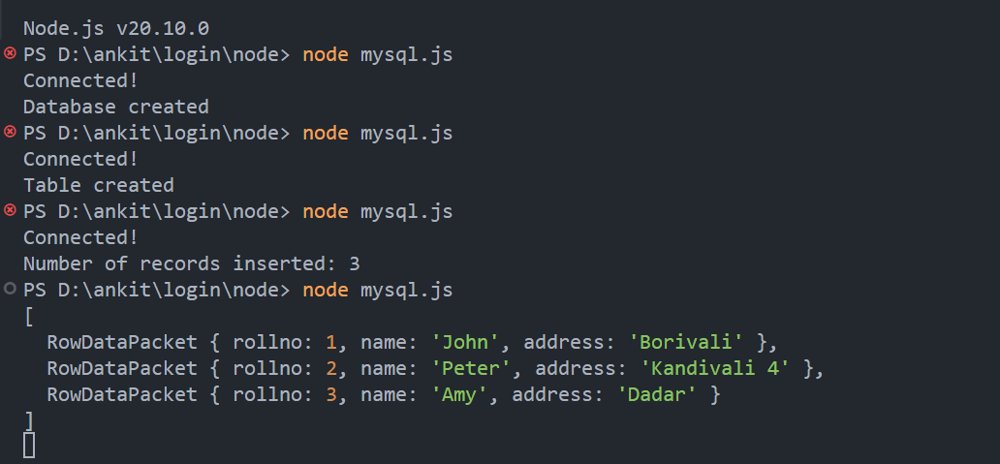 Node.js v20.10.0
PS D:\ankit\login\node> node mysql.js
Connected!
Database created
PS D:\ankit\login\node> node mysql.js
Connected!
Table created
PS D:\ankit\login\node> node mysql.js
Connected!
Number of records inserted: 3
PS D:\ankit\login\node> node mysql.js
[
  RowDataPacket { rollno: 1, name: 'John', address: 'Borivali' },
  RowDataPacket { rollno: 2, name: 'Peter', address: 'Kandivali 4' },
  RowDataPacket { rollno: 3, name: 'Amy', address: 'Dadar' }
]